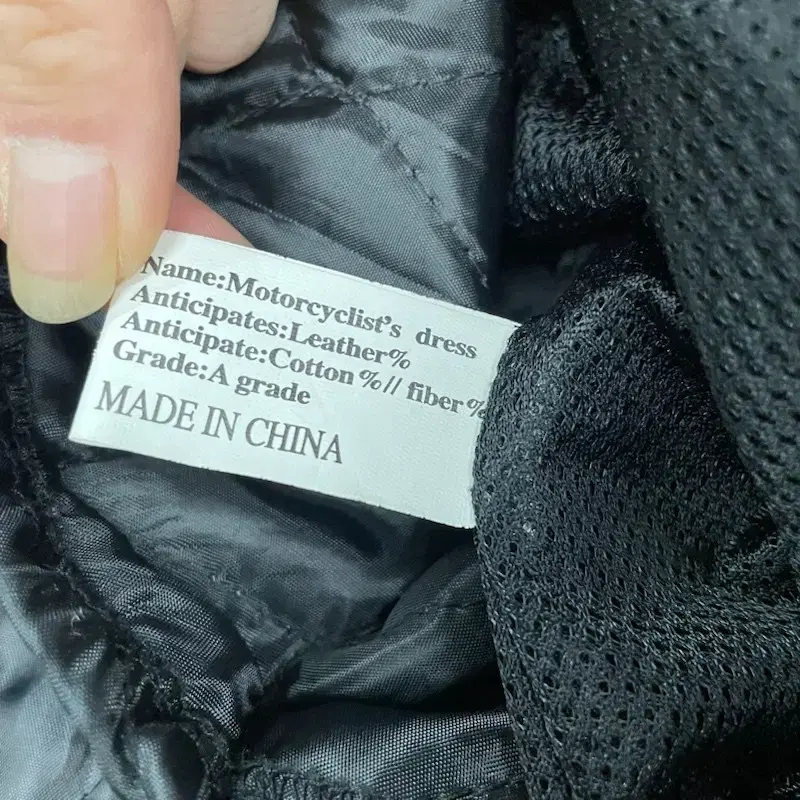 Name:Motorcyclist's dress
Anticipates:Leather%
Anticipate:Cotton %// fiber%
Grade:A grade
MADE IN CHINA